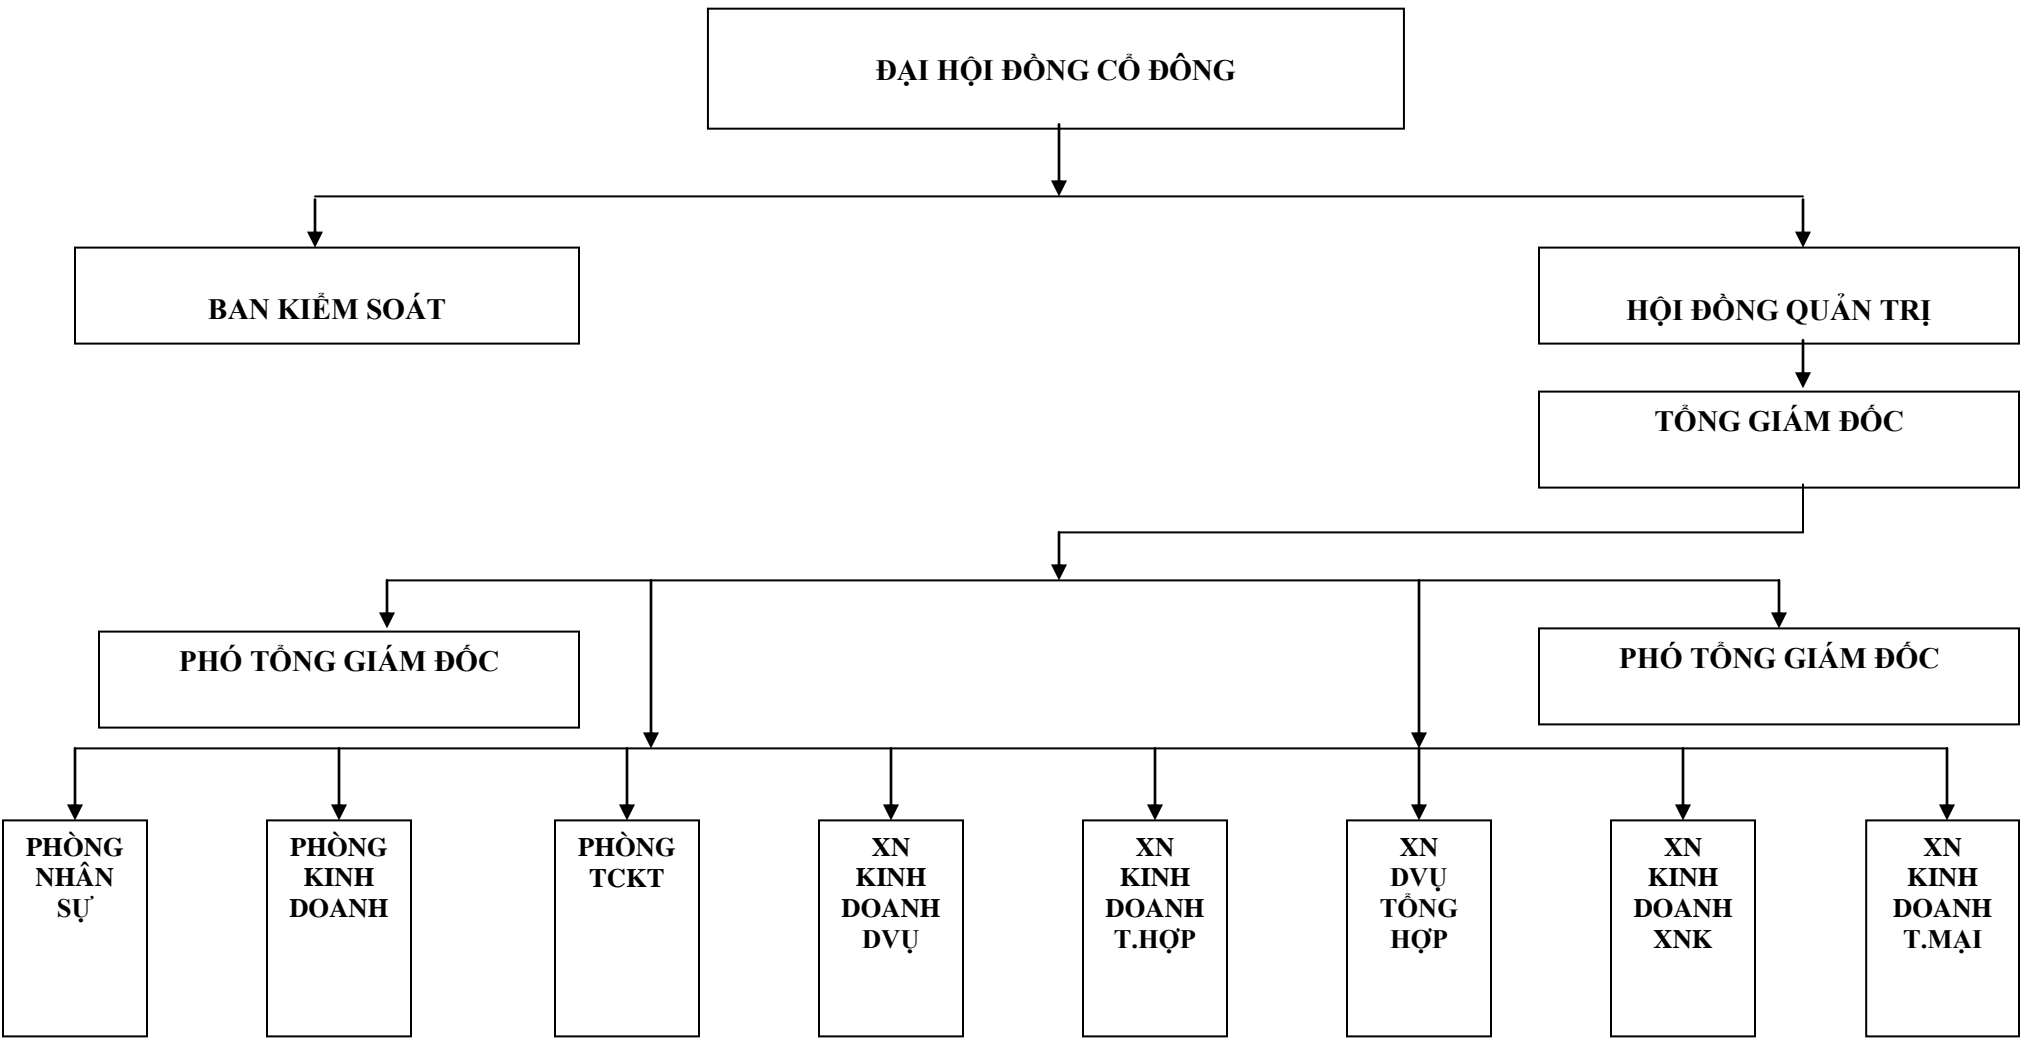 ĐẠI HỘI ĐỒNG CỔ ĐÔNG
BAN KIỂM SOÁT
HỘI ĐỒNG QUẢN TRỊ
TỔNG GIÁM ĐỐC
PHÓ TỔNG GIÁM ĐỐC
PHÓ TỔNG GIÁM ĐỐC
PHÒNG
NHÂN
SỰ
PHÒNG
KINH
DOANH
PHÒNG
TCKT
XN
KINH
DOANH
DVỤ
XN
KINH
DOANH
T.HỢP
XN
DVỤ
TỔNG
HỢP
XN
KINH
DOANH
XNK
XN
KINH
DOANH
T.MẠI